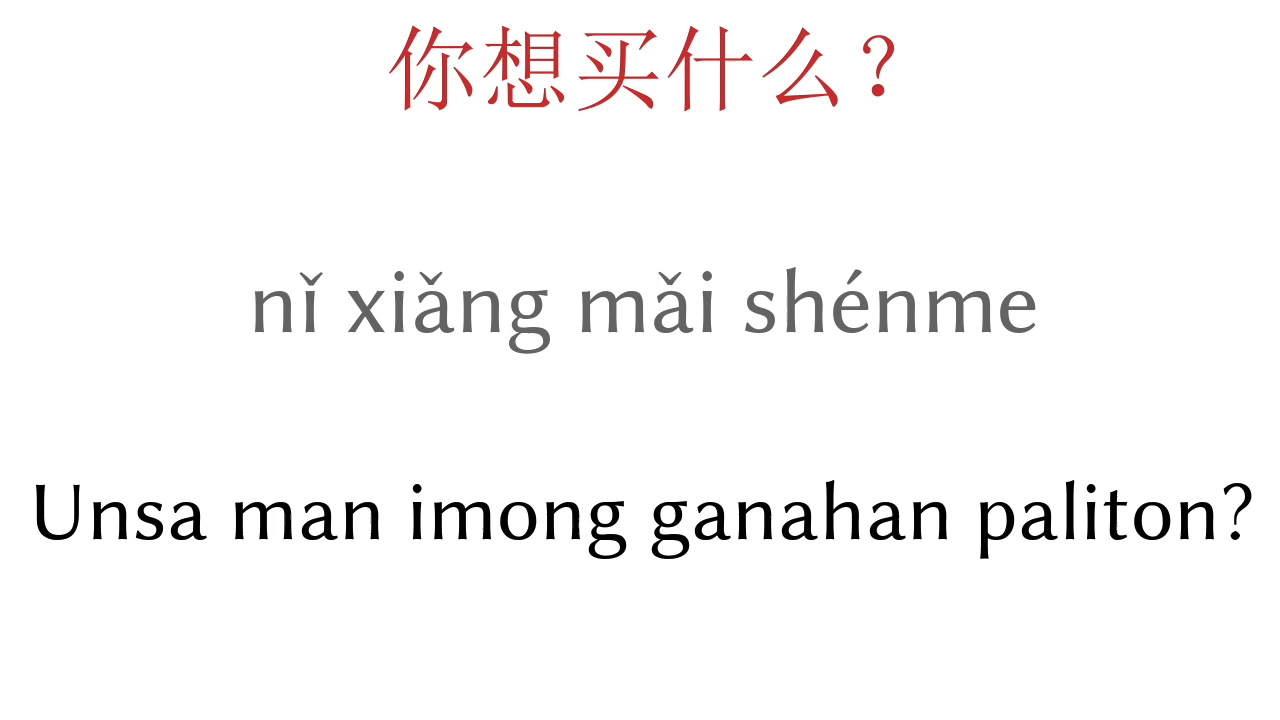 你想买什么？
nǐ xiǎng mǎi shénme
Unsa man imong ganahan paliton?